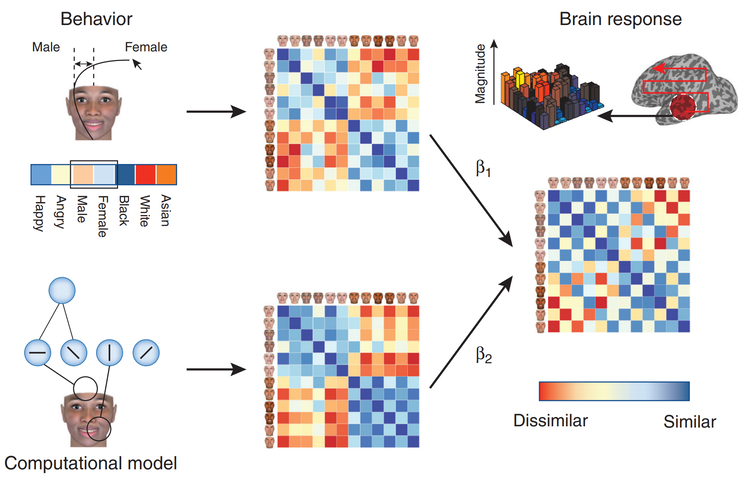 Behavior
Male
Female
Happy
Angry
Male
Female
Black
White
Asian
Computational model
β1
β2
Brain response
Magnitude
Dissimilar
Similar